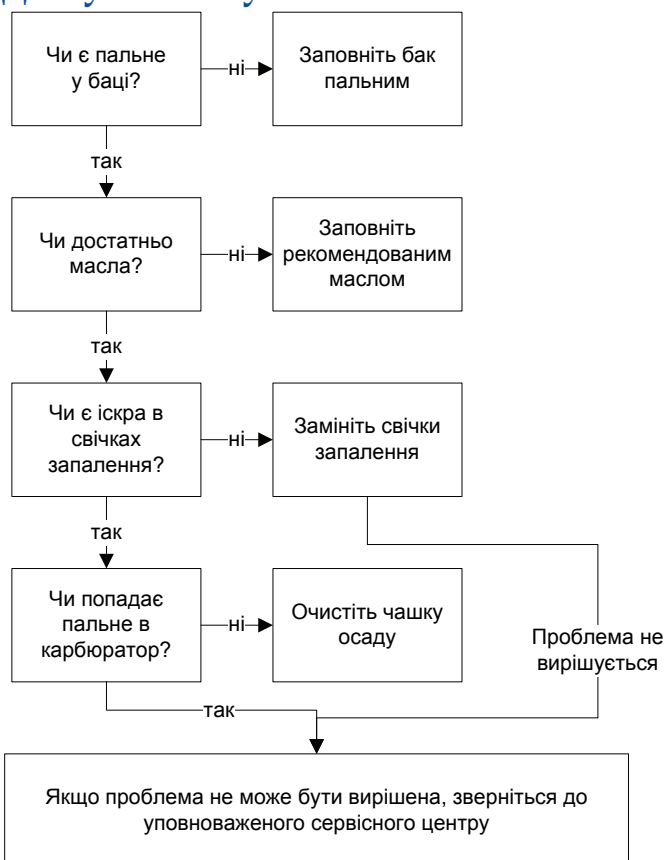 Чи є пальне
у баці?
ні
Заповніть бак
пальним
так
Чи достатньо
масла?
ні
Заповніть
рекомендованим
маслом
так
Чи є іскра в
свічках
запалення?
ні
Замініть свічки
запалення
так
Чи попадає
пальне в
карбюратор?
ні
Очистіть чашку
осаду
Проблема не
вирішується
так
Якщо проблема не може бути вирішена, зверніться до
уповноваженого сервісного центру